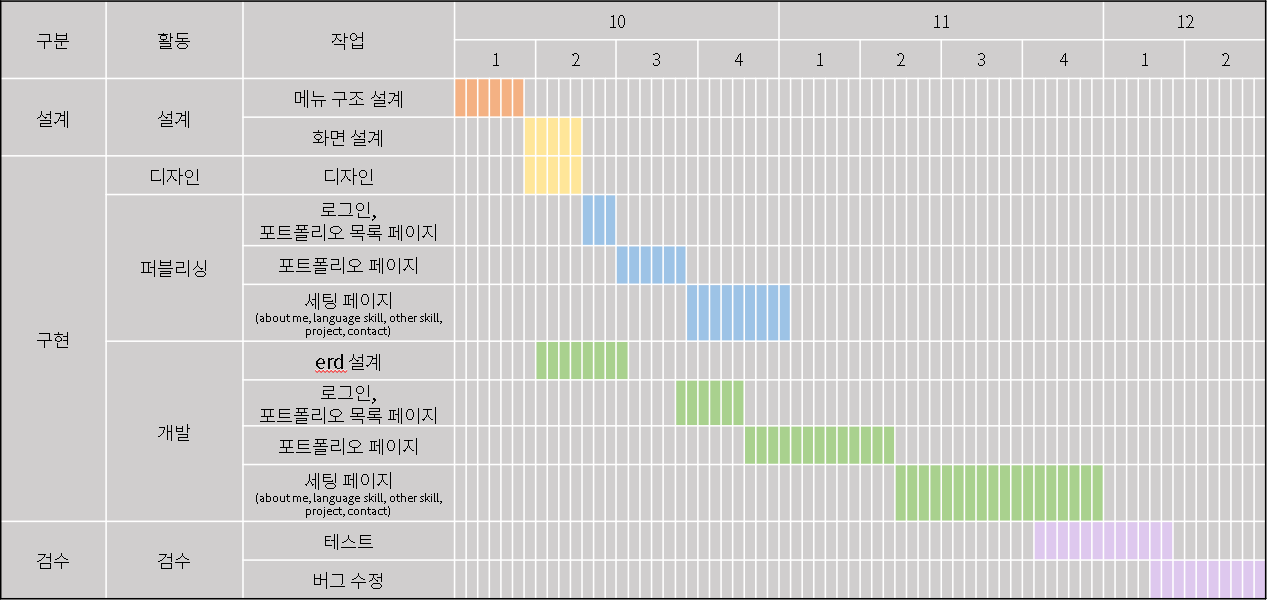 구분
활동
작업
10
11
12
1
2
3
4
1
2
3
4
1
2
설계
설계
메뉴 구조 설계
화면 설계
구현
디자인
디자인
퍼블리싱
로그인,
포트폴리오 목록 페이지
포트폴리오 페이지
세팅 페이지
(about me, language skill, other skill,
project, contact)
개발
erd 설계
로그인,
포트폴리오 목록 페이지
포트폴리오 페이지
세팅 페이지
(about me, language skill, other skill,
project, contact)
검수
검수
테스트
버그 수정